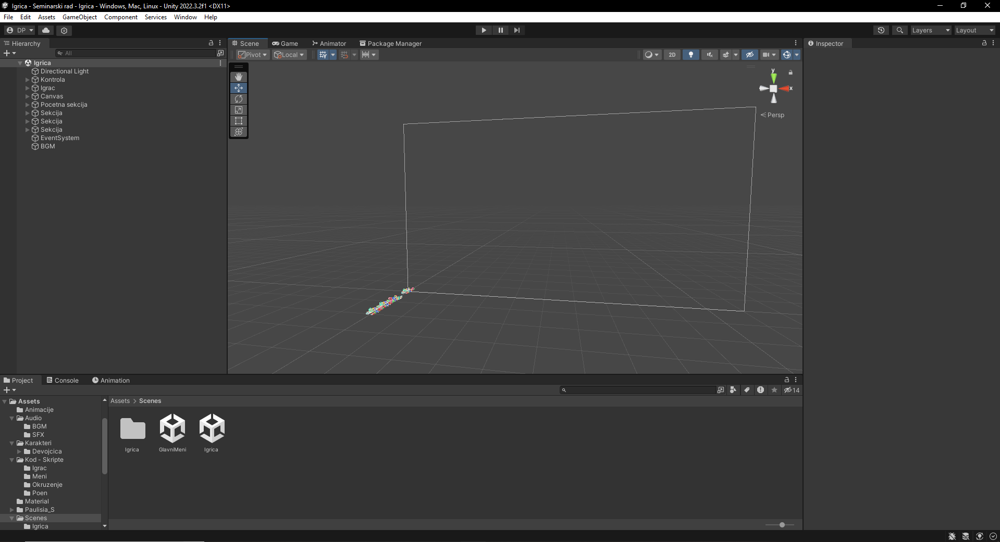 Igrica - Seminarski rad - Igrica - Windows, Mac, Linux - Unity 2022.3.2f1 <DX11>
File Edit Assets GameObject Component Services Window Help
DP
Layers Layout
Hierarchy
All
Igrica
Directional Light
Kontrola
Igrac
Canvas
Pocetna sekcija
Sekcija
Sekcija
Sekcija
EventSystem
BGM
Scene Game Animator Package Manager
Pivot Local 2D
y
x
Persp
Inspector
Project Console Animation
14
Assets
Animacije
Audio
BGM
SFX
Karakteri
Devojcica
Kod - Skripte
Igrac
Meni
Okruzenje
Poen
Material
Paulisia_S
Scenes
Igrica
Assets > Scenes
Igrica GlavniMeni Igrica